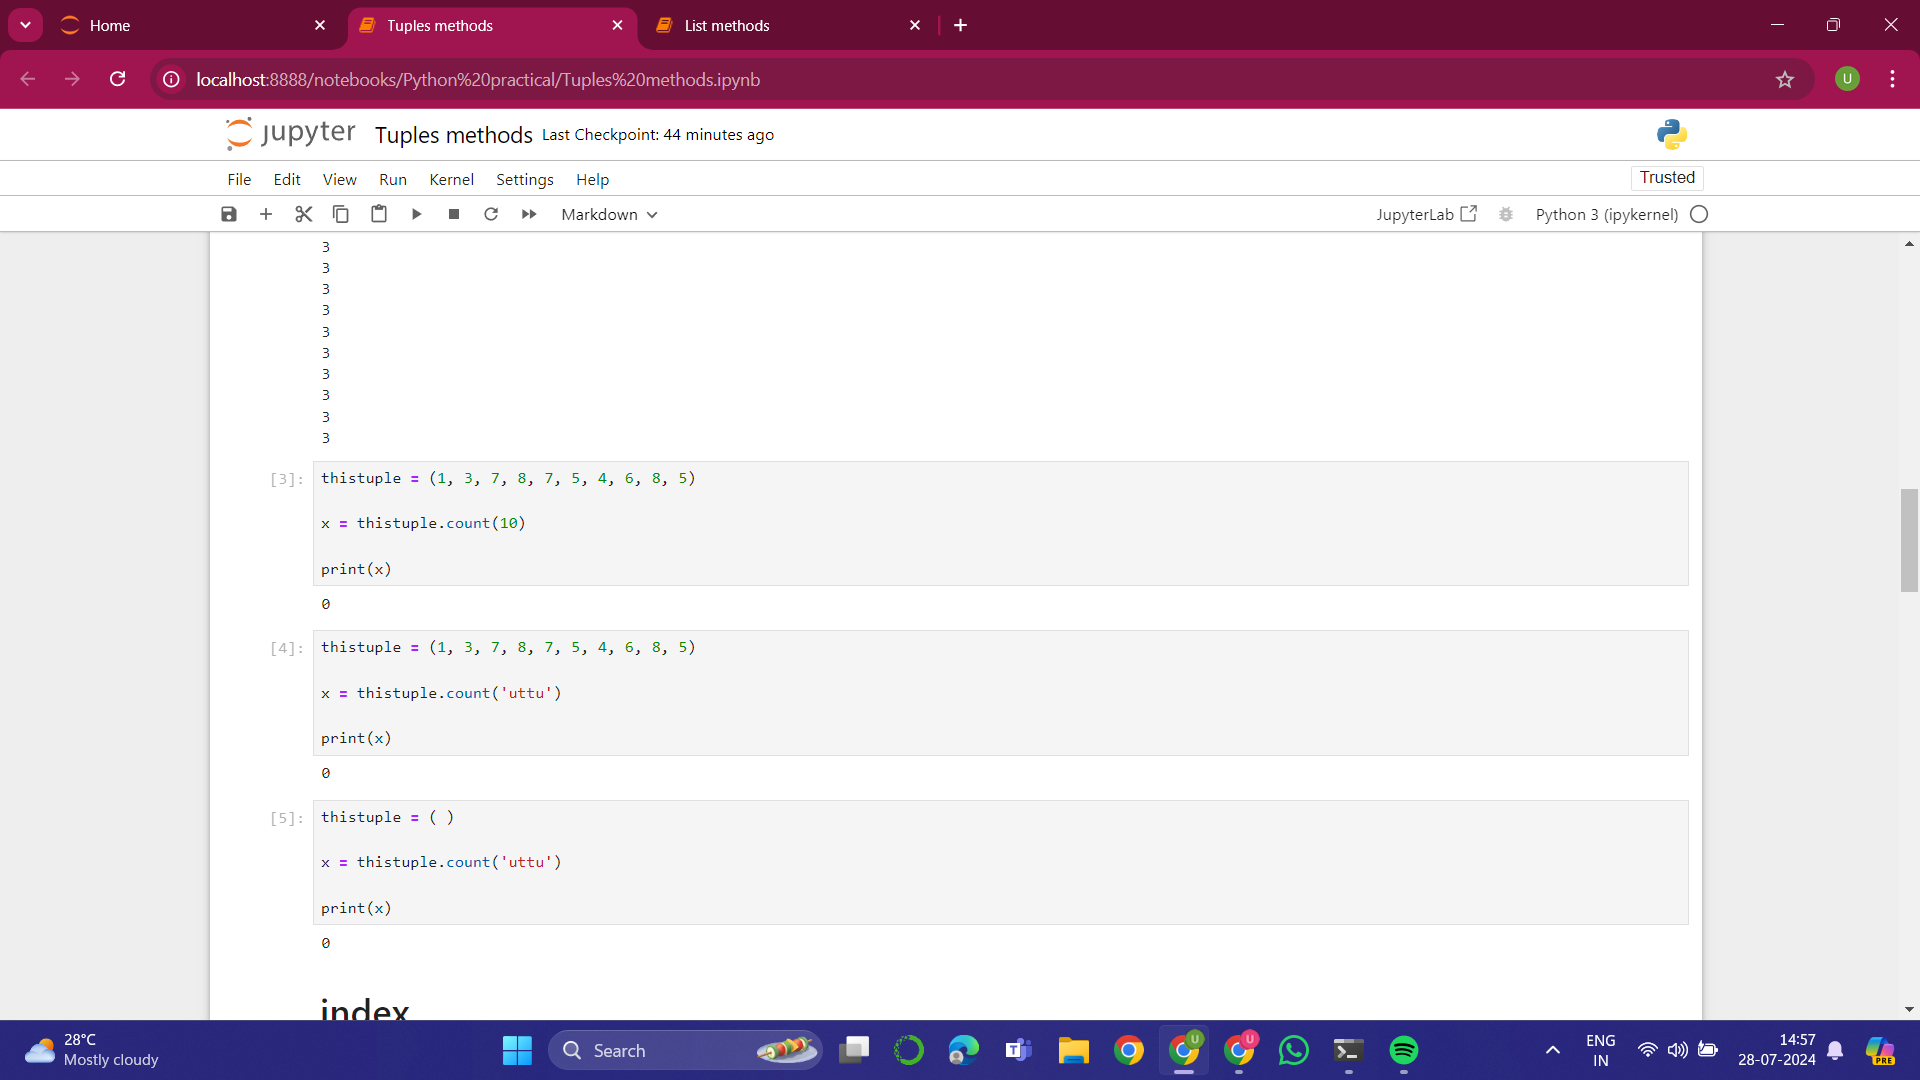 Home
Tuples methods
List methods
localhost:8888/notebooks/Python%20practical/Tuples%20methods.ipynb
U
jupyter Tuples methods Last Checkpoint: 44 minutes ago
File Edit View Run Kernel Settings Help
Trusted
Markdown
JupyterLab
Python 3 (ipykernel)
3
3
3
3
3
3
3
3
3
3
[3]: thistuple = (1, 3, 7, 8, 7, 5, 4, 6, 8, 5)
x = thistuple.count(10)
print(x)
0
[4]: thistuple = (1, 3, 7, 8, 7, 5, 4, 6, 8, 5)
x = thistuple.count('uttu')
print(x)
0
[5]: thistuple = ( )
x = thistuple.count('uttu')
print(x)
0
index
28°C
Mostly cloudy
Search
U
U
ENG
IN
14:57
28-07-2024
PRE